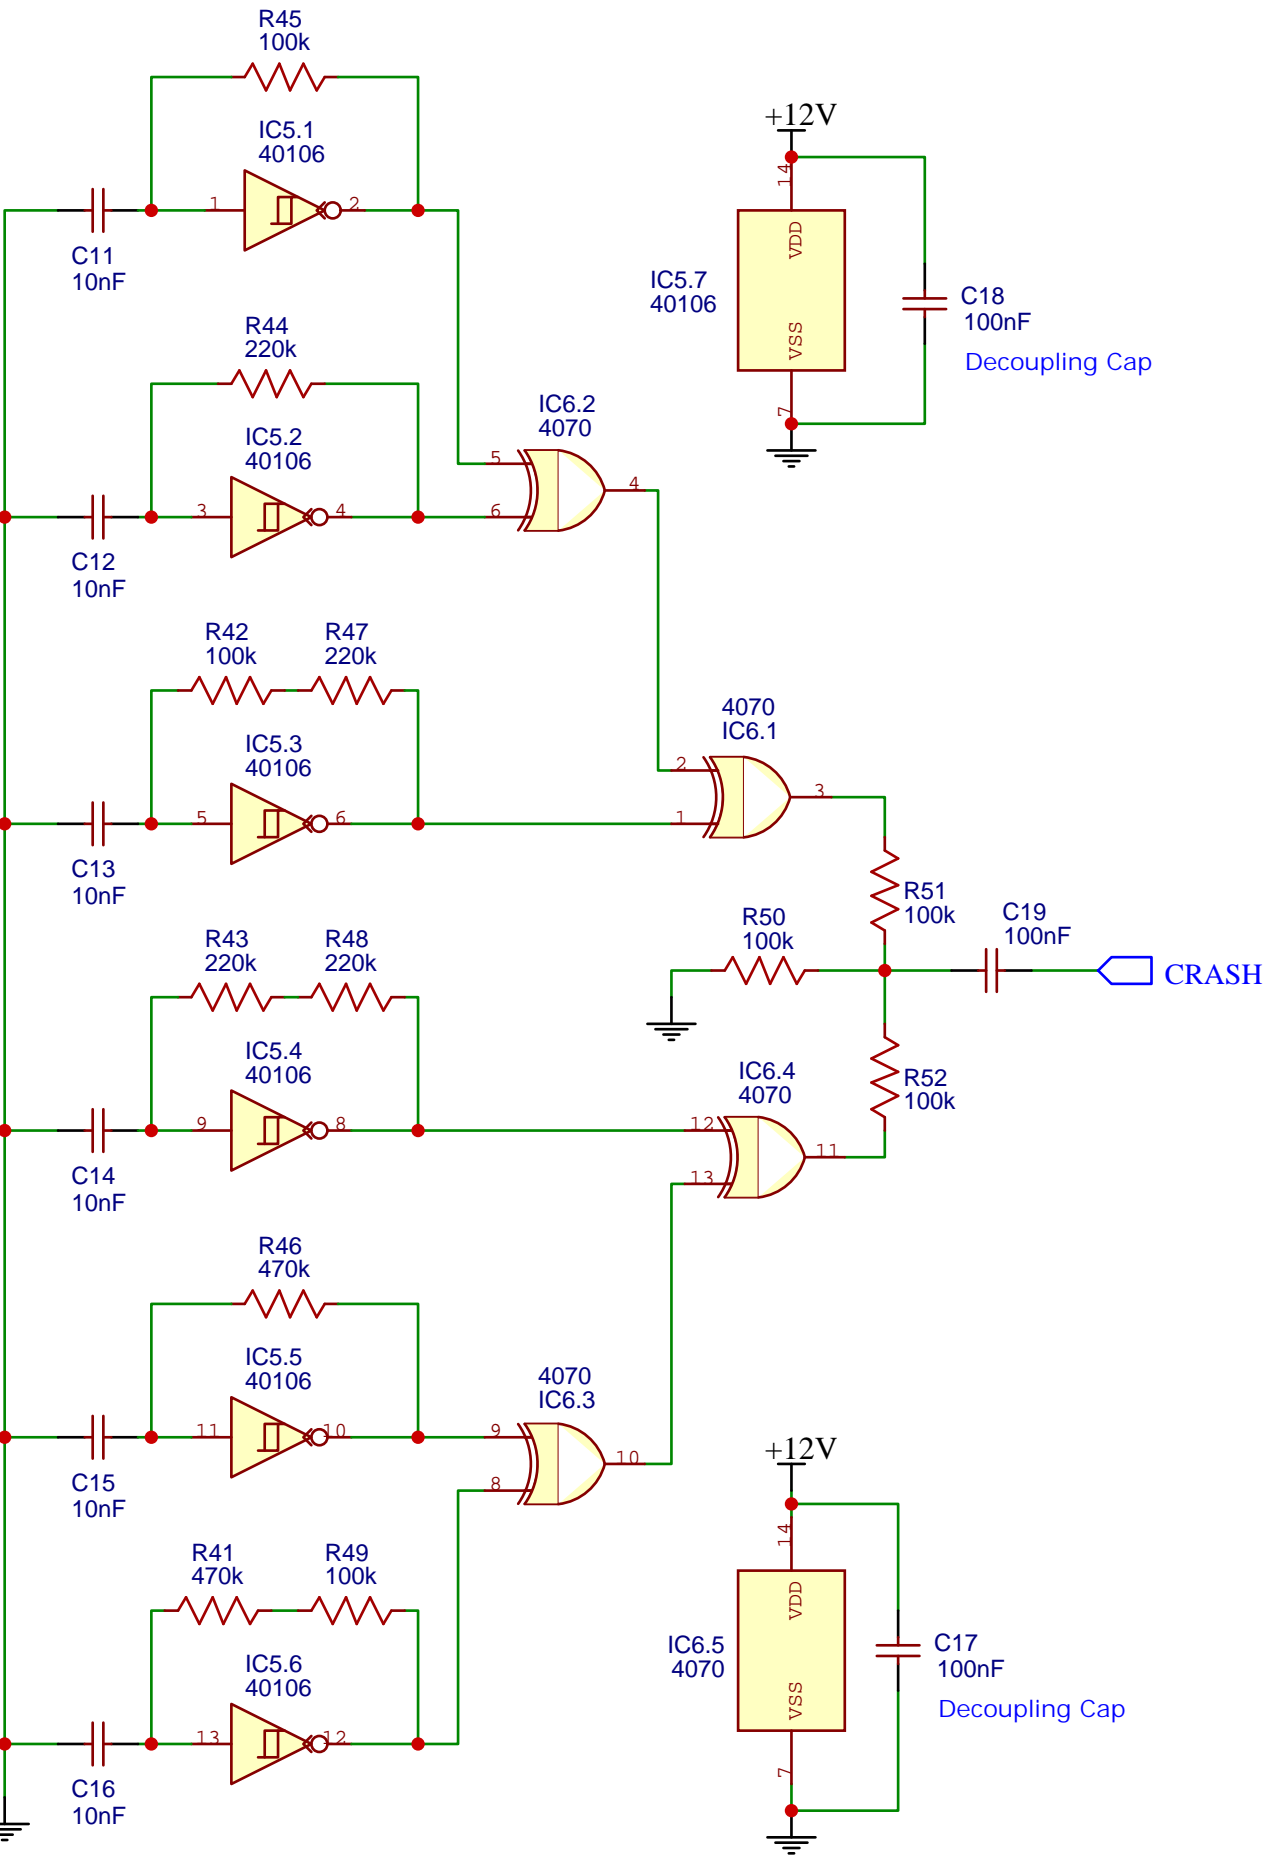 R45
100k
IC5.1
40106
1
2
C11
10nF
+12V
14
VDD
IC5.7
40106
VSS
7
C18
100nF
Decoupling Cap
R44
220k
IC5.2
40106
3
4
C12
10nF
IC6.2
4070
5
6
4
R42
100k
R47
220k
IC5.3
40106
5
6
C13
10nF
4070
IC6.1
2
1
3
R51
100k
R50
100k
C19
100nF
CRASH
R43
220k
R48
220k
IC5.4
40106
9
8
C14
10nF
IC6.4
4070
12
13
11
R52
100k
R46
470k
IC5.5
40106
11
10
C15
10nF
4070
IC6.3
9
8
10
R41
470k
R49
100k
IC5.6
40106
13
12
C16
10nF
+12V
14
VDD
IC6.5
4070
VSS
7
C17
100nF
Decoupling Cap